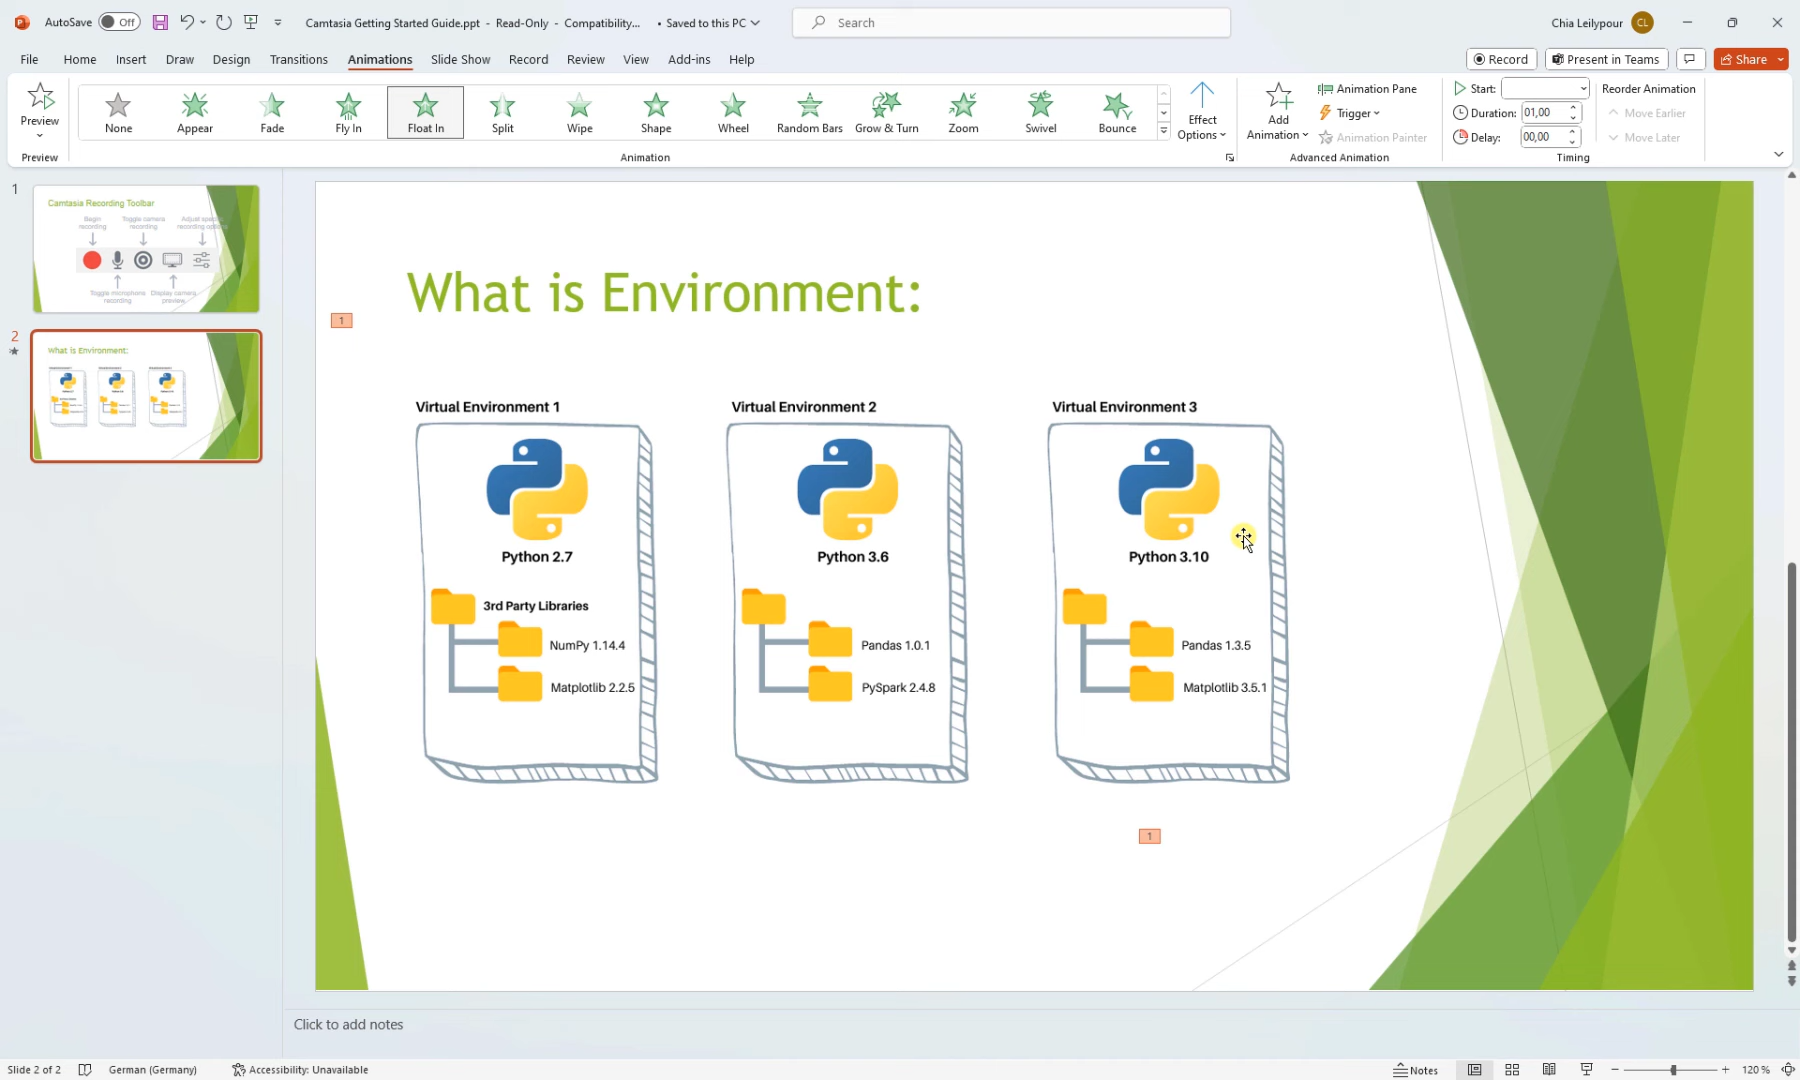 AutoSave Off Camtasia Getting Started Guide.ppt - Read-Only - Compatibility... • Saved to this PC Search Chia Leilypour CL
File Home Insert Draw Design Transitions Animations Slide Show Record Review View Add-ins Help Record Present in Teams Share
Preview
None Appear Fade Fly In Float In Split Wipe Shape Wheel Random Bars Grow & Turn Zoom Swivel Bounce
Effect Options
Add Animation
Animation Pane
Trigger
Animation Painter
Start:
Duration: 01,00
Delay: 00,00
Reorder Animation
Move Earlier
Move Later
Preview Animation Advanced Animation Timing
1
Camtasia Recording Toolbar
Begin recording
Toggle camera recording
Toggle microphone recording
Display camera preview
2
What is Environment:
What is Environment:
1
Virtual Environment 1
Python 2.7
3rd Party Libraries
NumPy 1.14.4
Matplotlib 2.2.5
Virtual Environment 2
Python 3.6
Pandas 1.0.1
PySpark 2.4.8
Virtual Environment 3
Python 3.10
Pandas 1.3.5
Matplotlib 3.5.1
1
Click to add notes
Slide 2 of 2 German (Germany) Accessibility: Unavailable Notes 120 %